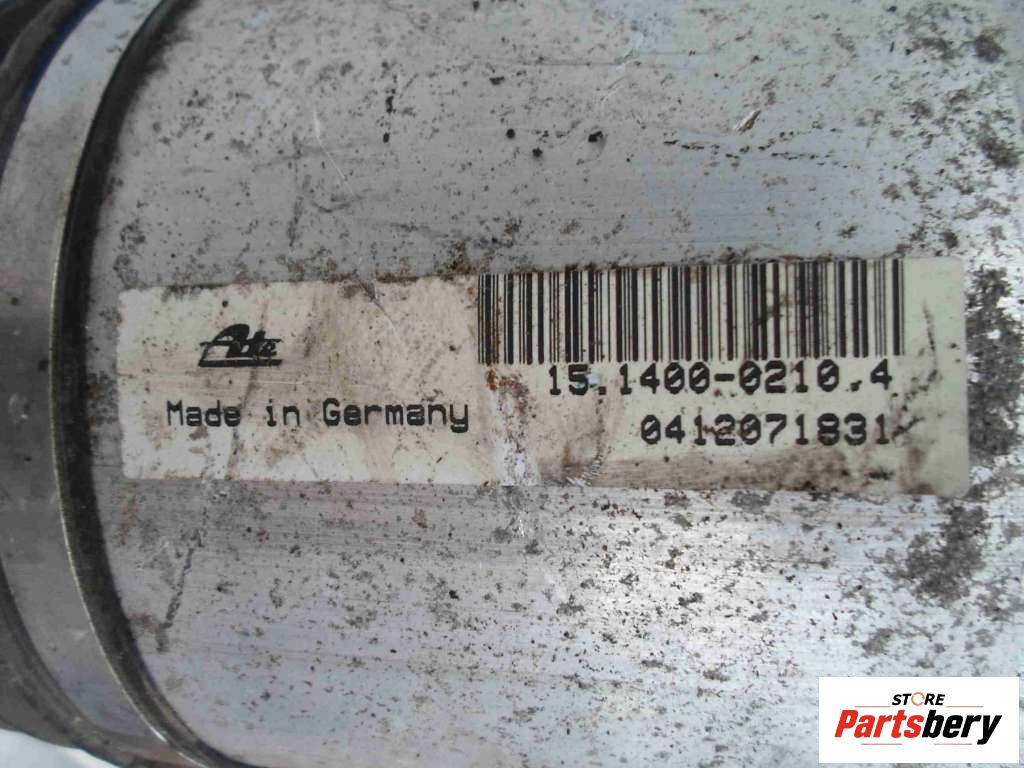 Ate
Made in Germany
15.1400-0210.4
0412071831
STORE
Partsbery